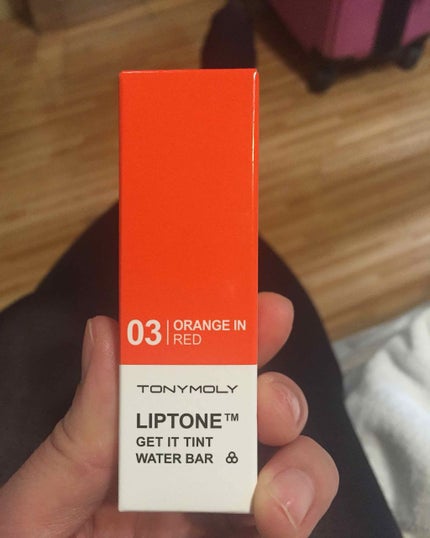 03 | ORANGE IN
RED
TONYMOLY
LIPTONE™
GET IT TINT
WATER BAR